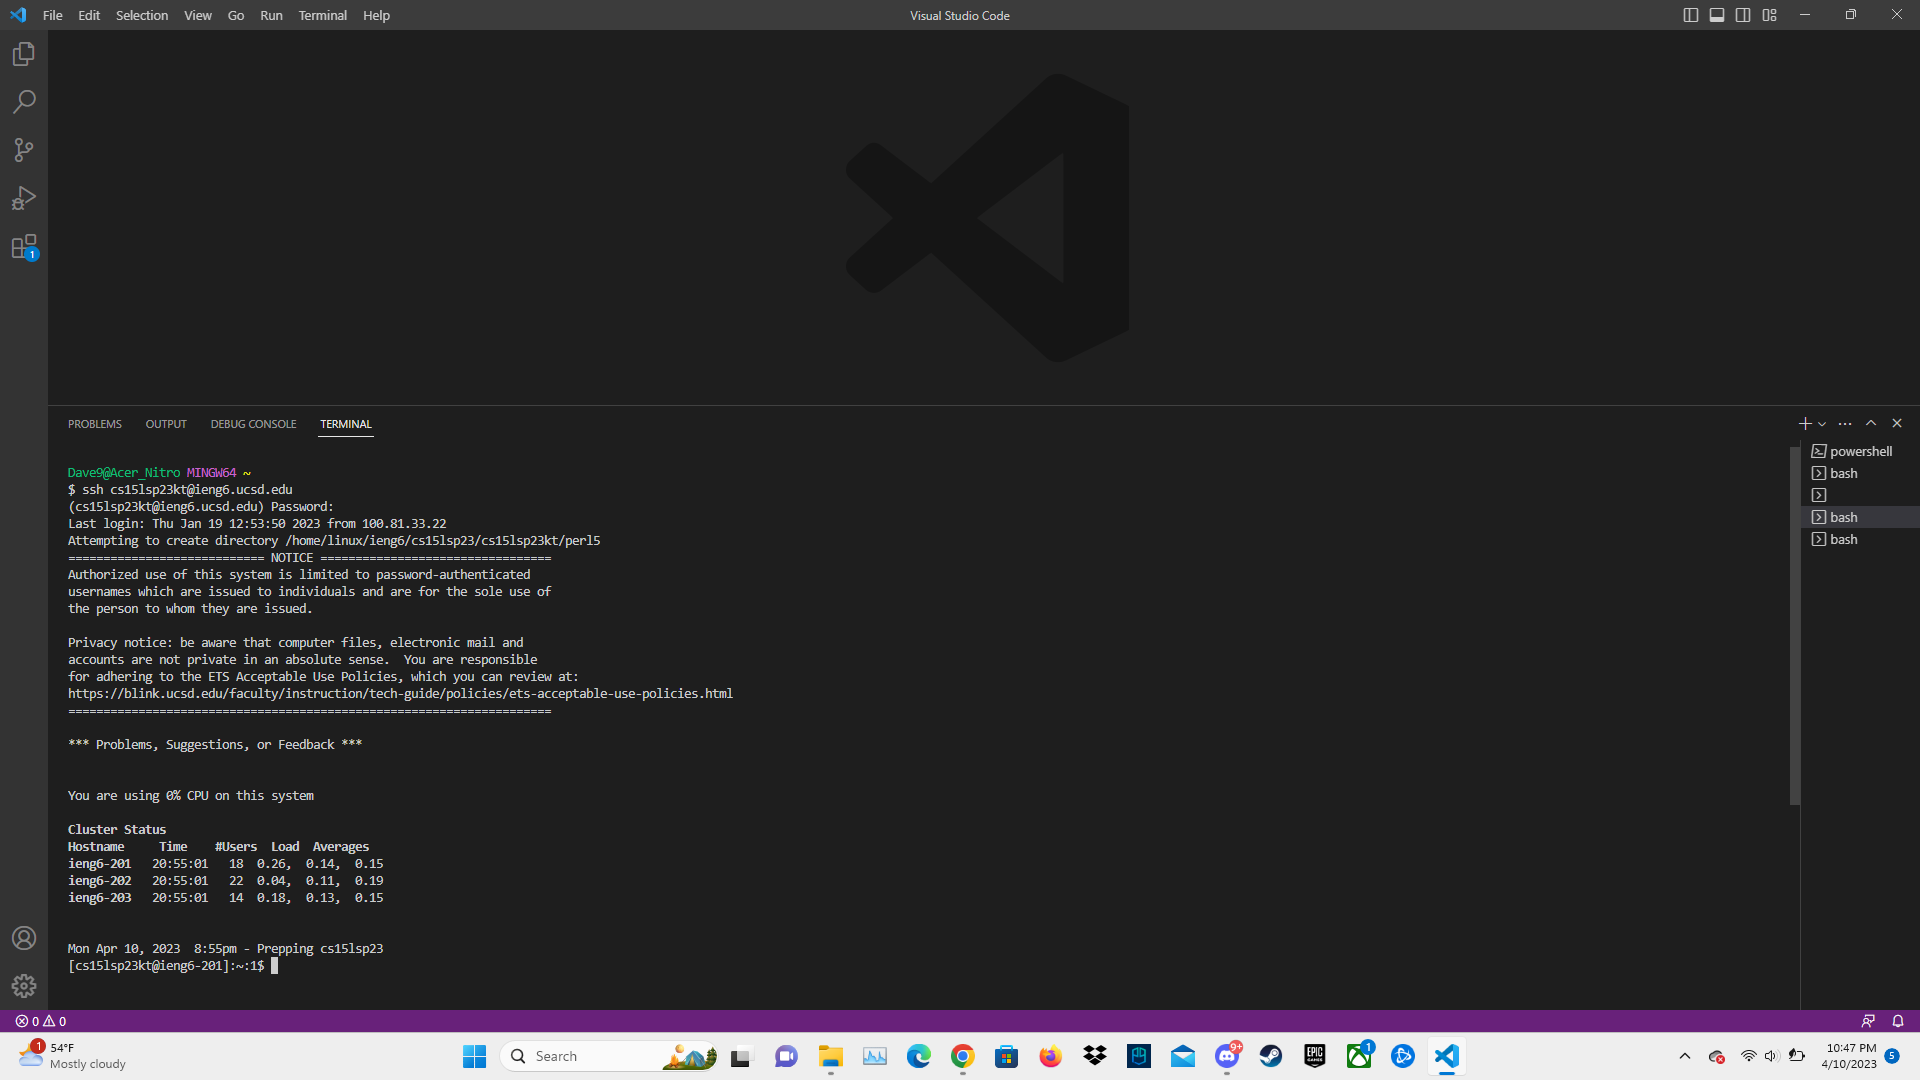 File Edit Selection View Go Run Terminal Help
Visual Studio Code
1
PROBLEMS OUTPUT DEBUG CONSOLE TERMINAL
powershell
bash
bash
bash
Dave9@Acer_Nitro MINGW64 ~
$ ssh cs15lsp23kt@ieng6.ucsd.edu
(cs15lsp23kt@ieng6.ucsd.edu) Password:
Last login: Thu Jan 19 12:53:50 2023 from 100.81.33.22
Attempting to create directory /home/linux/ieng6/cs15lsp23/cs15lsp23kt/perl5
============================ NOTICE =================================
Authorized use of this system is limited to password-authenticated
usernames which are issued to individuals and are for the sole use of
the person to whom they are issued.
Privacy notice: be aware that computer files, electronic mail and
accounts are not private in an absolute sense.  You are responsible
for adhering to the ETS Acceptable Use Policies, which you can review at:
https://blink.ucsd.edu/faculty/instruction/tech-guide/policies/ets-acceptable-use-policies.html
=====================================================================
*** Problems, Suggestions, or Feedback ***
You are using 0% CPU on this system
Cluster Status
Hostname     Time    #Users  Load  Averages
ieng6-201   20:55:01   18  0.26,  0.14,  0.15
ieng6-202   20:55:01   22  0.04,  0.11,  0.19
ieng6-203   20:55:01   14  0.18,  0.13,  0.15
Mon Apr 10, 2023  8:55pm - Prepping cs15lsp23
[cs15lsp23kt@ieng6-201]:~:1$
0 0
1
54°F
Mostly cloudy
Search
9+
EPIC GAMES
1
10:47 PM
4/10/2023
5